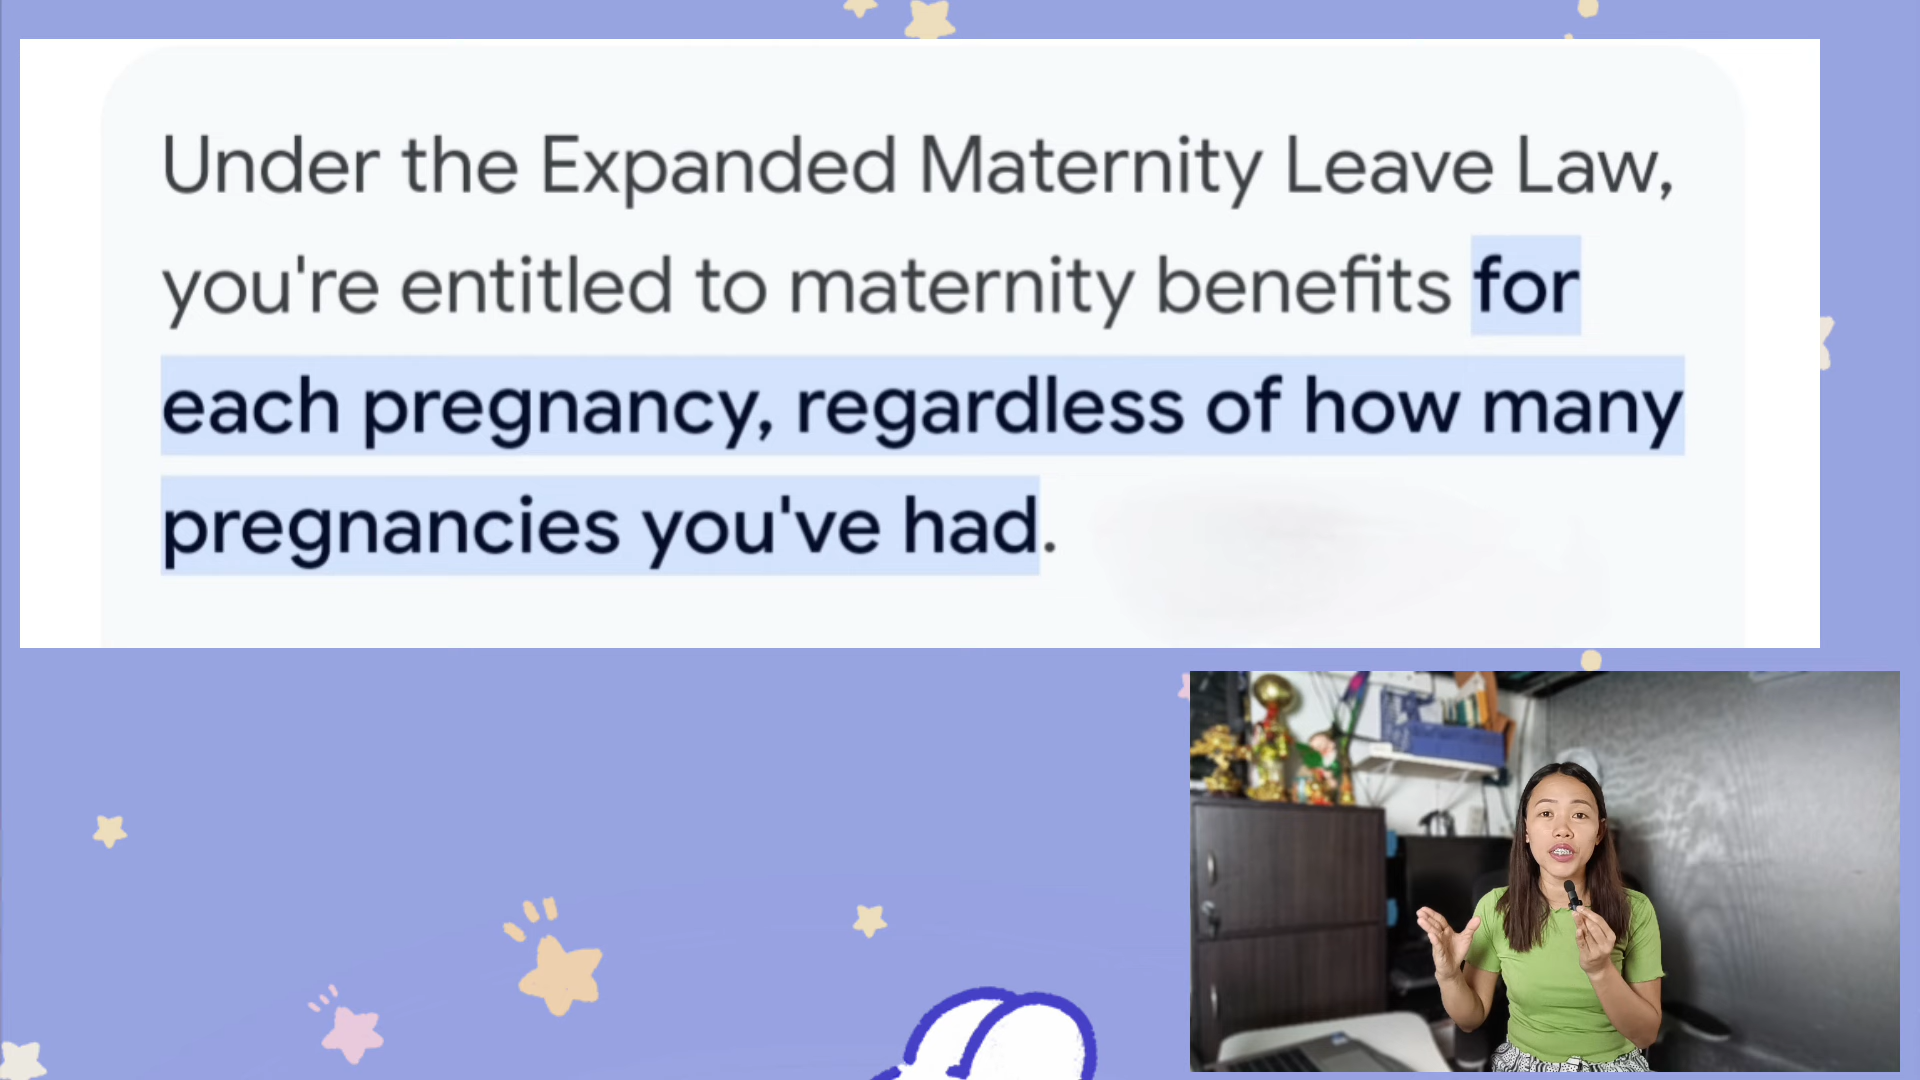 Under the Expanded Maternity Leave Law,
you're entitled to maternity benefits for
each pregnancy, regardless of how many
pregnancies you've had.